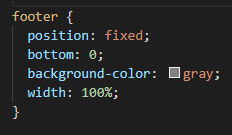 footer {
  position: fixed;
  bottom: 0;
  background-color: gray;
  width: 100%;
}